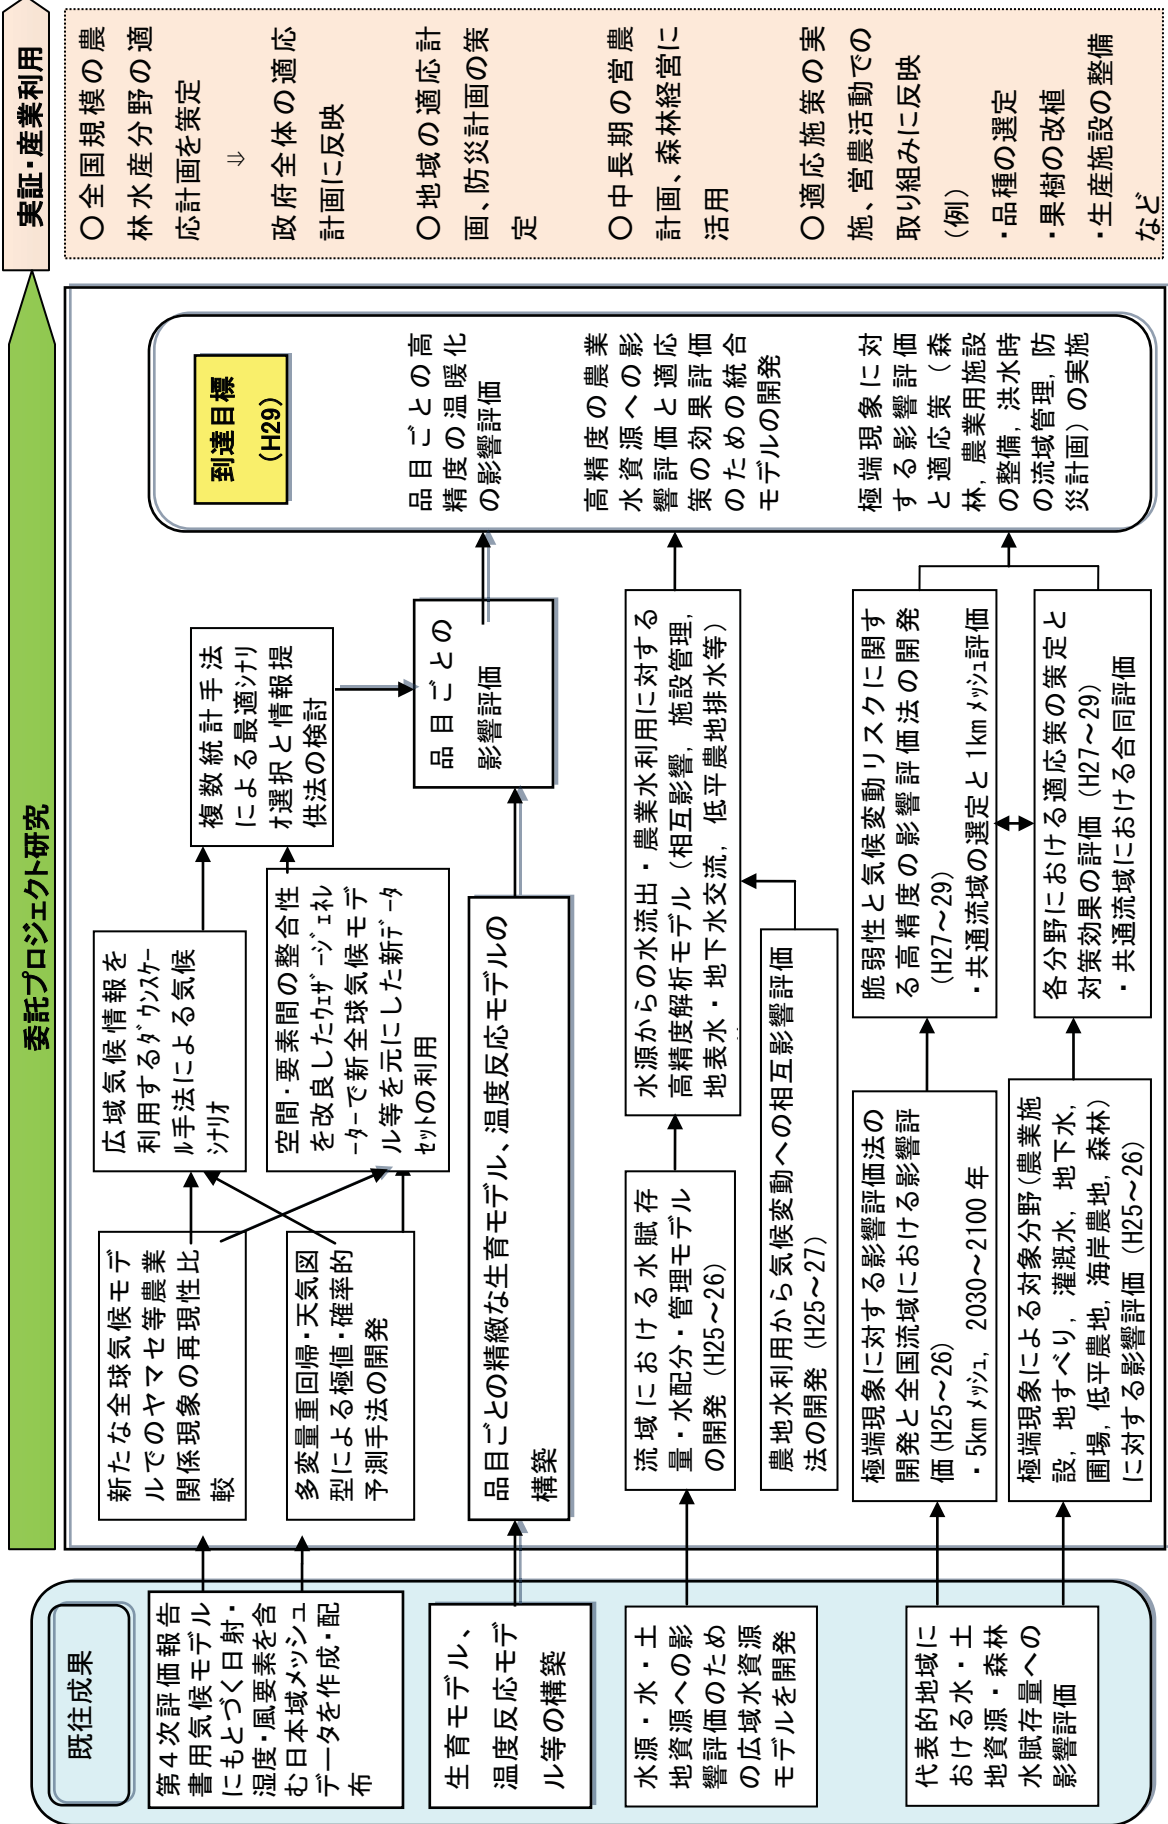 既往成果
第４次評価報告
書用気候モデル
にもとづく日射・
湿度・風要素を含
む日本域メッシュ
データを作成・配
布
生育モデル、
温度反応モデ
ル等の構築
水源・水・土
地資源への影
響評価のため
の広域水資源
モデルを開発
代表的地域に
おける水・土
地資源・森林
水賦存量への
影響評価
委託プロジェクト研究
新たな全球気候モデ
ルでのヤマセ等農業
関係現象の再現性比
較
多変量重回帰・天気図
型による極値・確率的
予測手法の開発
広域気候情報を
利用するﾀﾞｳﾝｽｹｰ
ﾙ手法による気候
ｼﾅﾘｵ
空間・要素間の整合性
を改良したｳｪｻﾞｰｼﾞｪﾈﾚ
ｰﾀｰで新全球気候モデ
ル等を元にした新ﾃﾞｰﾀ
ｾｯﾄの利用
複数統計手法
による最適ｼﾅﾘ
ｵ選択と情報提
供法の検討
品目ごとの精緻な生育モデル、温度反応モデルの
構築
品目ごとの
影響評価
流域における水賦存
量・水配分・管理モデル
の開発（H25～26）
農地水利用から気候変動への相互影響評価
法の開発（H25～27）
水源からの水流出・農業水利用に対する
高精度解析モデル（相互影響，施設管理，
地表水・地下水交流，低平農地排水等）
極端現象に対する影響評価法の
開発と全国流域における影響評
価(H25～26)
・5km ﾒｯｼｭ， 2030～2100 年
極端現象による対象分野(農業施
設，地すべり，灌漑水，地下水，
圃場，低平農地，海岸農地，森林)
に対する影響評価（H25～26）
脆弱性と気候変動リスクに関す
る高精度の影響評価法の開発
(H27～29)
・共通流域の選定と 1km ﾒｯｼｭ評価
各分野における適応策の策定と
対策効果の評価（H27～29）
・共通流域における合同評価
到達目標
（H29）
品目ごとの高
精度の温暖化
の影響評価
高精度の農業
水資源への影
響評価と適応
策の効果評価
のための統合
モデルの開発
極端現象に対
する影響評価
と適応策（森
林，農業用施設
の整備，洪水時
の流域管理，防
災計画）の実施
実証・産業利用
○全国規模の農
林水産分野の適
応計画を策定
⇒
政府全体の適応
計画に反映
○地域の適応計
画、防災計画の策
定
○中長期の営農
計画、森林経営に
活用
○適応施策の実
施、営農活動での
取り組みに反映
（例）
・品種の選定
・果樹の改植
・生産施設の整備
など